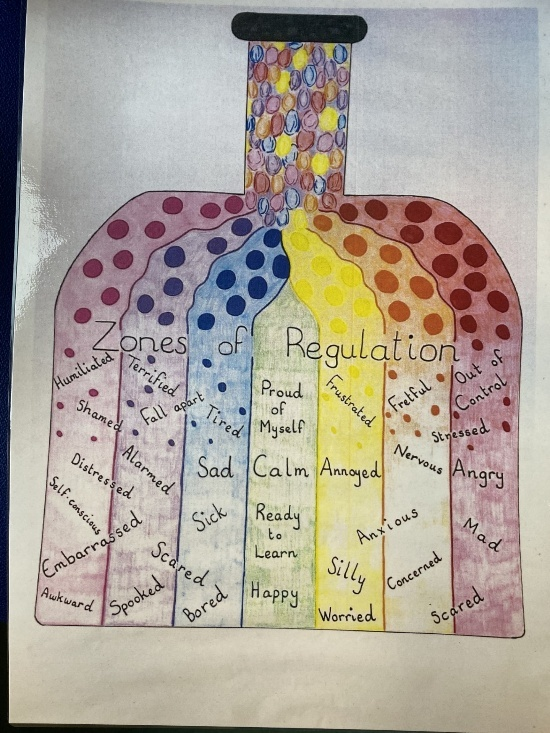 Zones of Regulation
Humiliated
Shamed
Distressed
Self-conscious
Embarrassed
Awkward
Terrified
Fall apart
Alarmed
Scared
Spooked
Tired
Sad
Sick
Bored
Proud
of
Myself
Calm
Ready
to
Learn
Happy
Frustrated
Annoyed
Silly
Worried
Fretful
Nervous
Anxious
Concerned
Out of
Control
Stressed
Angry
Mad
Scared